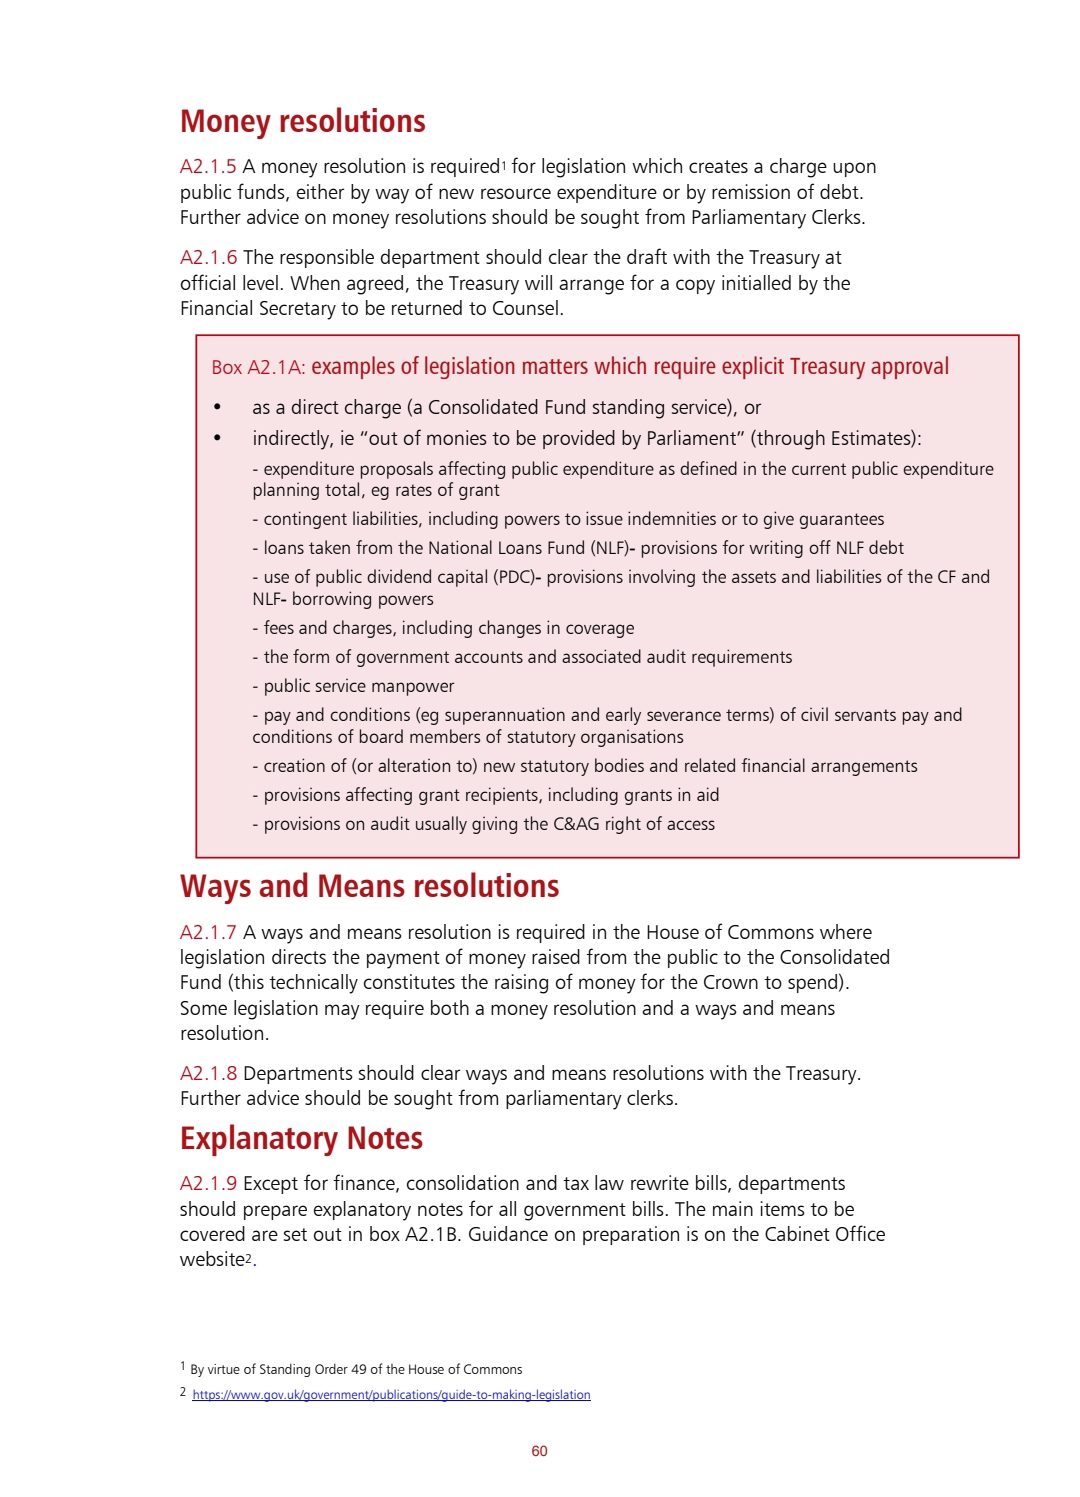 Money resolutions
A2.1.5 A money resolution is required1 for legislation which creates a charge upon
public funds, either by way of new resource expenditure or by remission of debt.
Further advice on money resolutions should be sought from Parliamentary Clerks.
A2.1.6 The responsible department should clear the draft with the Treasury at
official level. When agreed, the Treasury will arrange for a copy initialled by the
Financial Secretary to be returned to Counsel.
Box A2.1A: examples of legislation matters which require explicit Treasury approval
• as a direct charge (a Consolidated Fund standing service), or
• indirectly, ie “out of monies to be provided by Parliament” (through Estimates):
- expenditure proposals affecting public expenditure as defined in the current public expenditure
planning total, eg rates of grant
- contingent liabilities, including powers to issue indemnities or to give guarantees
- loans taken from the National Loans Fund (NLF)- provisions for writing off NLF debt
- use of public dividend capital (PDC)- provisions involving the assets and liabilities of the CF and
NLF- borrowing powers
- fees and charges, including changes in coverage
- the form of government accounts and associated audit requirements
- public service manpower
- pay and conditions (eg superannuation and early severance terms) of civil servants pay and
conditions of board members of statutory organisations
- creation of (or alteration to) new statutory bodies and related financial arrangements
- provisions affecting grant recipients, including grants in aid
- provisions on audit usually giving the C&AG right of access
Ways and Means resolutions
A2.1.7 A ways and means resolution is required in the House of Commons where
legislation directs the payment of money raised from the public to the Consolidated
Fund (this technically constitutes the raising of money for the Crown to spend).
Some legislation may require both a money resolution and a ways and means
resolution.
A2.1.8 Departments should clear ways and means resolutions with the Treasury.
Further advice should be sought from parliamentary clerks.
Explanatory Notes
A2.1.9 Except for finance, consolidation and tax law rewrite bills, departments
should prepare explanatory notes for all government bills. The main items to be
covered are set out in box A2.1B. Guidance on preparation is on the Cabinet Office
website2.
1 By virtue of Standing Order 49 of the House of Commons
2 https://www.gov.uk/government/publications/guide-to-making-legislation
60